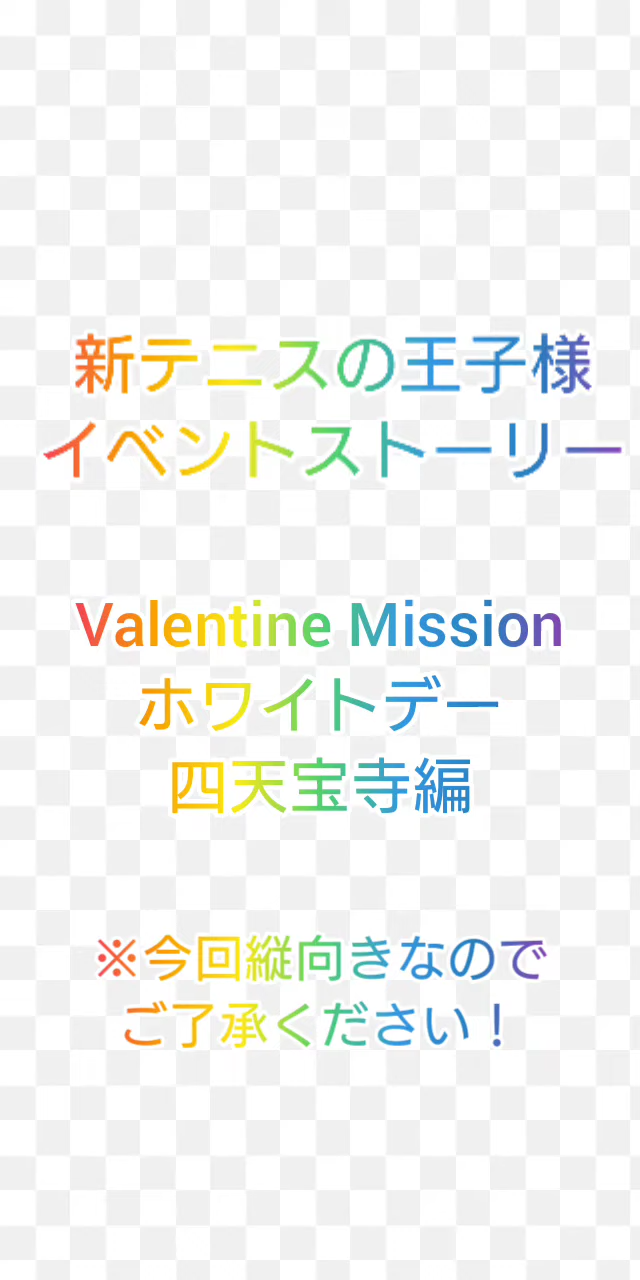 新テニスの王子様
イベントストーリー
Valentine Mission
ホワイトデー
四天宝寺編
※今回縦向きなので
ご了承ください！